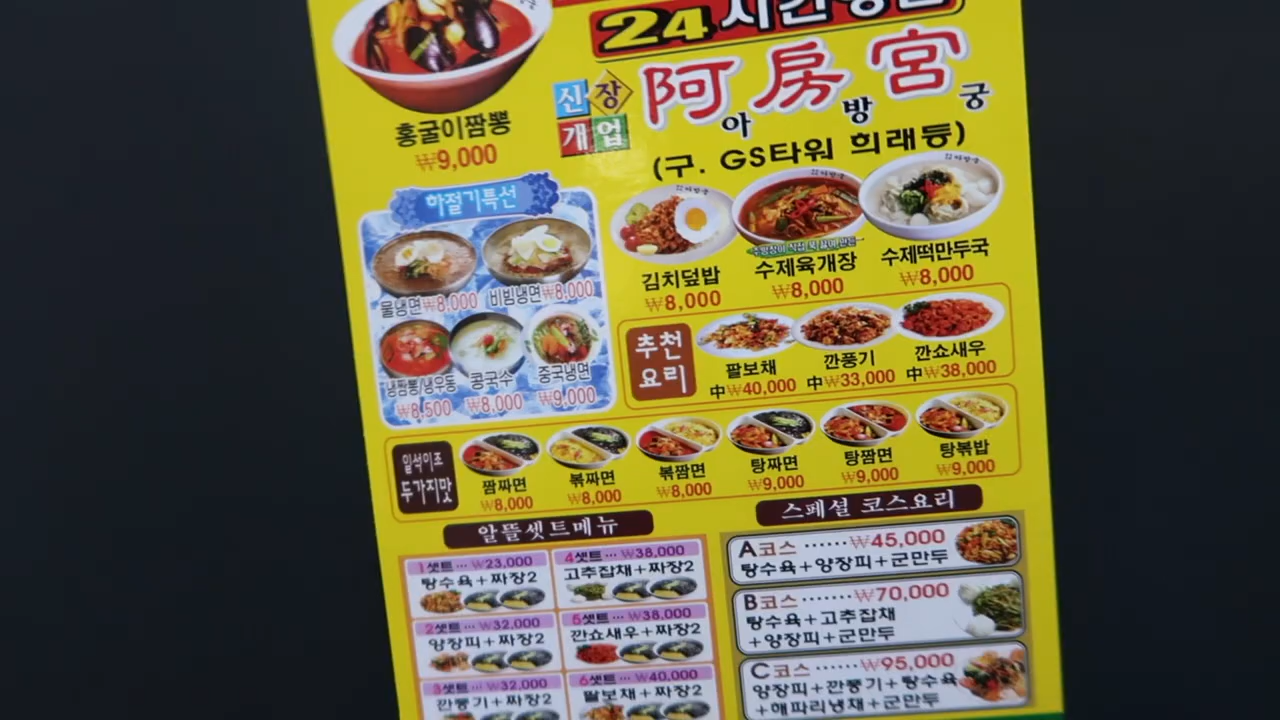 24시간영업
신장
개업
阿房宮
아방궁
(구. GS타워 희래등)
홍굴이짬뽕
₩9,000
하절기특선
물냉면₩8,000 비빔냉면₩8,000
냉짬뽕/냉우동 콩국수 중국냉면
₩8,500 ₩8,000 ₩9,000
김치덮밥 수제육개장 수제떡만두국
₩8,000 ₩8,000 ₩8,000
추천
요리
팔보채 깐풍기 깐쇼새우
中₩40,000 中₩33,000 中₩38,000
일석이조
두가지맛
짬짜면 볶짜면 볶짬면 탕짜면 탕짬면 탕볶밥
₩8,000 ₩8,000 ₩8,000 ₩9,000 ₩9,000 ₩9,000
알뜰셋트메뉴
1셋트 ··· ₩23,000
탕수육+짜장2
2셋트 ··· ₩32,000
양장피+짜장2
3셋트 ··· ₩32,000
깐풍기+짜장2
4셋트 ··· ₩38,000
고추잡채+짜장2
5셋트 ··· ₩38,000
깐쇼새우+짜장2
6셋트 ··· ₩40,000
팔보채+짜장2
스페셜 코스요리
A코스 ······₩45,000
탕수육+양장피+군만두
B코스 ·······₩70,000
탕수육+고추잡채
+양장피+군만두
C코스 ······₩95,000
양장피+깐풍기+탕수육
+해파리냉채+군만두